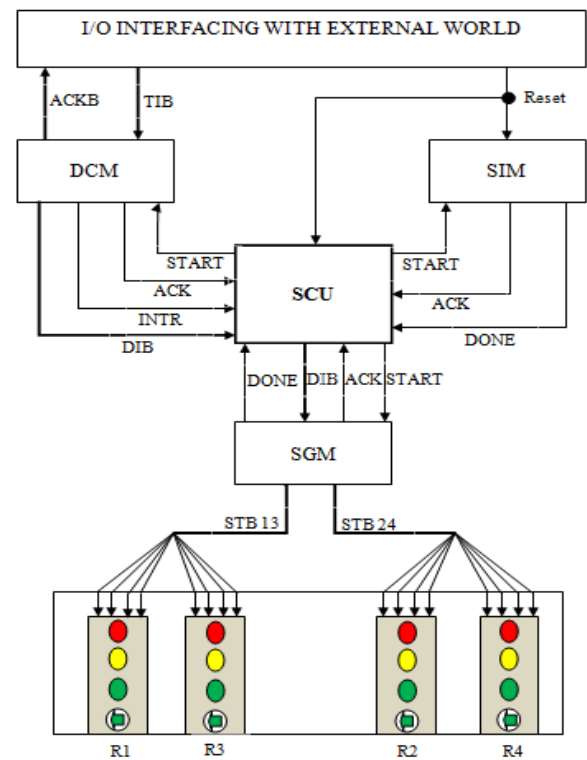 I/O INTERFACING WITH EXTERNAL WORLD
ACKB
TIB
Reset
DCM
SIM
START
START
ACK
SCU
ACK
INTR
DIB
DONE
DONE
DIB
ACK
START
SGM
STB 13
STB 24
R1
R3
R2
R4